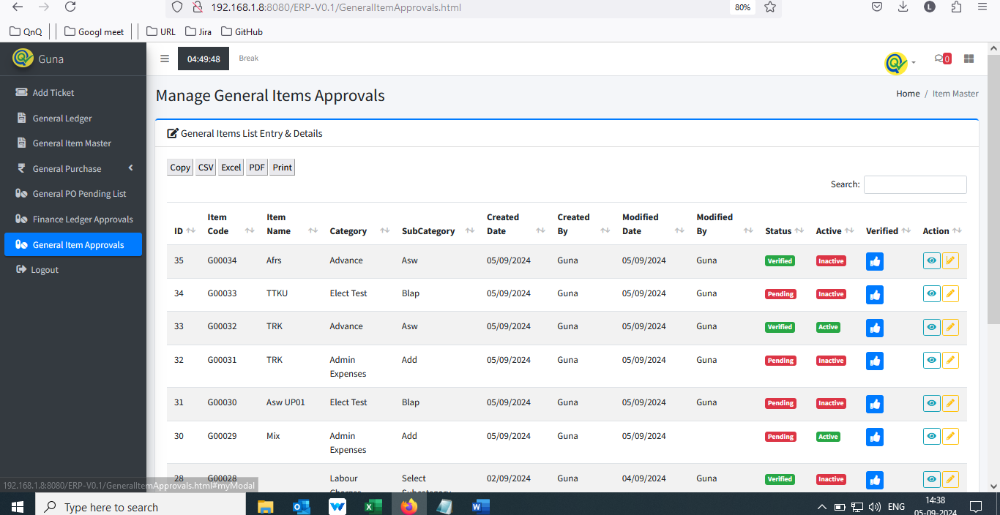 192.168.1.8:8080/ERP-V0.1/GeneralItemApprovals.html
80%
L
QnQ
Googl meet
URL
Jira
GitHub
Guna
04:49:48
Break
0
Add Ticket
General Ledger
General Item Master
General Purchase
General PO Pending List
Finance Ledger Approvals
General Item Approvals
Logout
Manage General Items Approvals
Home / Item Master
General Items List Entry & Details
Copy CSV Excel PDF Print
Search:
ID Item Code Item Name Category SubCategory Created Date Created By Modified Date Modified By Status Active Verified Action
35 G00034 Afrs Advance Asw 05/09/2024 Guna 05/09/2024 Guna Verified Inactive
34 G00033 TTKU Elect Test Blap 05/09/2024 Guna 05/09/2024 Guna Pending Inactive
33 G00032 TRK Advance Asw 05/09/2024 Guna 05/09/2024 Guna Verified Active
32 G00031 TRK Admin Expenses Add 05/09/2024 Guna 05/09/2024 Guna Pending Inactive
31 G00030 Asw UP01 Elect Test Blap 05/09/2024 Guna 05/09/2024 Guna Pending Inactive
30 G00029 Mix Admin Expenses Add 05/09/2024 Guna 05/09/2024 Pending Active
28 G00028 Labour Select 02/09/2024 Guna 04/09/2024 Guna Verified Inactive
192.168.1.8:8080/ERP-V0.1/GeneralItemApprovals.html#myModal
Type here to search
ENG
14:38
05-09-2024